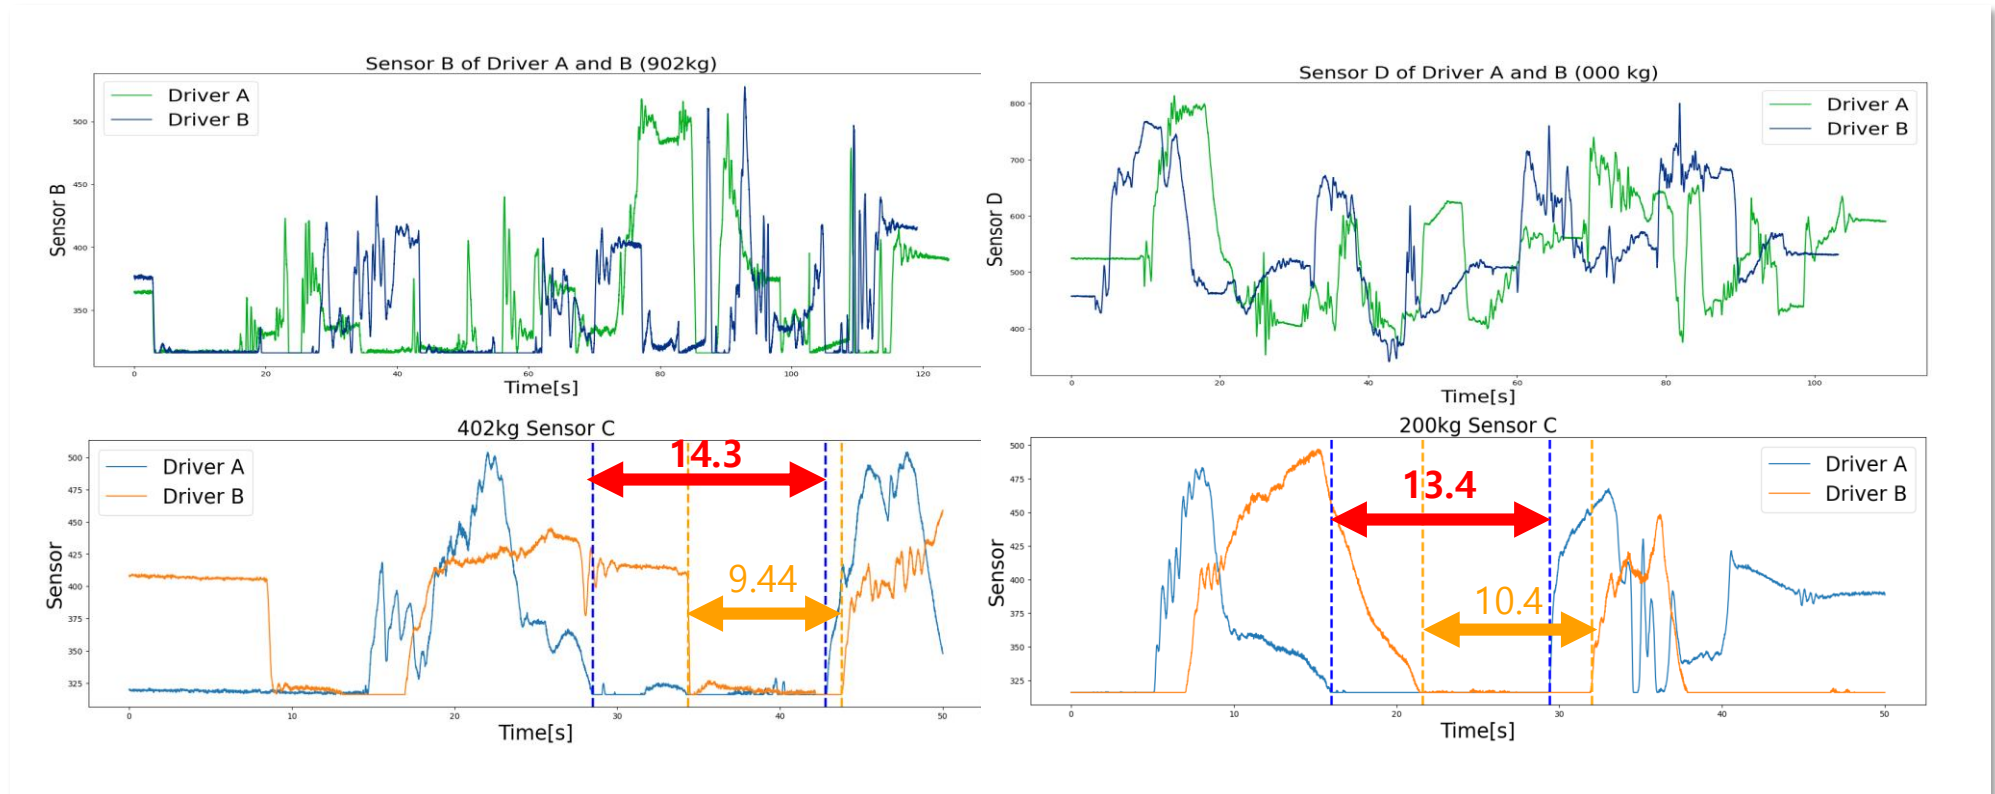 Sensor B of Driver A and B (902kg)
Driver A
Driver B
500
450
400
350
Sensor B
0
20
40
60
80
100
120
Time[s]
Sensor D of Driver A and B (000 kg)
Driver A
Driver B
800
700
600
500
400
Sensor D
0
20
40
60
80
100
Time[s]
402kg Sensor C
Driver A
Driver B
14.3
9.44
500
475
450
425
400
375
350
325
Sensor
0
10
20
30
40
50
Time[s]
200kg Sensor C
Driver A
Driver B
13.4
10.4
500
475
450
425
400
375
350
325
Sensor
0
10
20
30
40
50
Time[s]